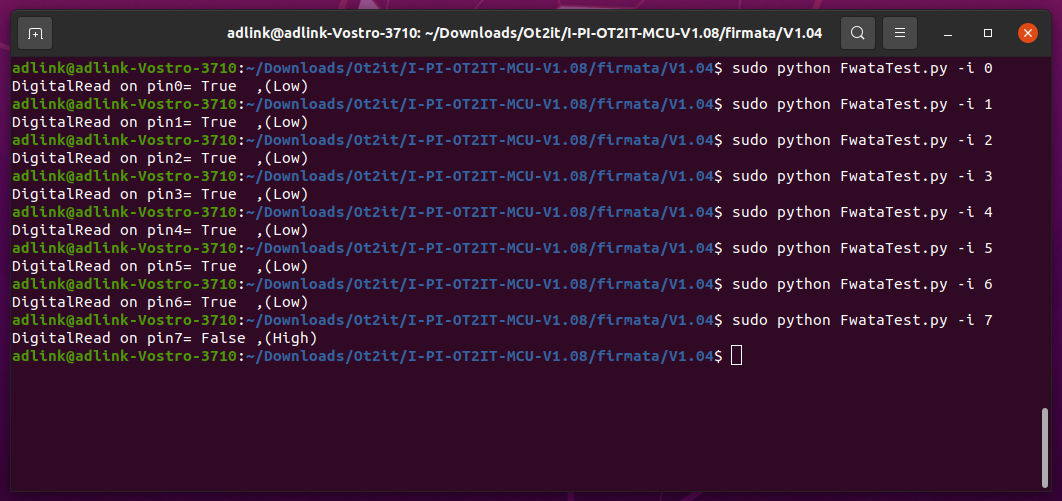 adlink@adlink-Vostro-3710: ~/Downloads/Ot2it/I-PI-OT2IT-MCU-V1.08/firmata/V1.04
adlink@adlink-Vostro-3710:~/Downloads/Ot2it/I-PI-OT2IT-MCU-V1.08/firmata/V1.04$ sudo python FwataTest.py -i 0
DigitalRead on pin0= True  ,(Low)
adlink@adlink-Vostro-3710:~/Downloads/Ot2it/I-PI-OT2IT-MCU-V1.08/firmata/V1.04$ sudo python FwataTest.py -i 1
DigitalRead on pin1= True  ,(Low)
adlink@adlink-Vostro-3710:~/Downloads/Ot2it/I-PI-OT2IT-MCU-V1.08/firmata/V1.04$ sudo python FwataTest.py -i 2
DigitalRead on pin2= True  ,(Low)
adlink@adlink-Vostro-3710:~/Downloads/Ot2it/I-PI-OT2IT-MCU-V1.08/firmata/V1.04$ sudo python FwataTest.py -i 3
DigitalRead on pin3= True  ,(Low)
adlink@adlink-Vostro-3710:~/Downloads/Ot2it/I-PI-OT2IT-MCU-V1.08/firmata/V1.04$ sudo python FwataTest.py -i 4
DigitalRead on pin4= True  ,(Low)
adlink@adlink-Vostro-3710:~/Downloads/Ot2it/I-PI-OT2IT-MCU-V1.08/firmata/V1.04$ sudo python FwataTest.py -i 5
DigitalRead on pin5= True  ,(Low)
adlink@adlink-Vostro-3710:~/Downloads/Ot2it/I-PI-OT2IT-MCU-V1.08/firmata/V1.04$ sudo python FwataTest.py -i 6
DigitalRead on pin6= True  ,(Low)
adlink@adlink-Vostro-3710:~/Downloads/Ot2it/I-PI-OT2IT-MCU-V1.08/firmata/V1.04$ sudo python FwataTest.py -i 7
DigitalRead on pin7= False ,(High)
adlink@adlink-Vostro-3710:~/Downloads/Ot2it/I-PI-OT2IT-MCU-V1.08/firmata/V1.04$